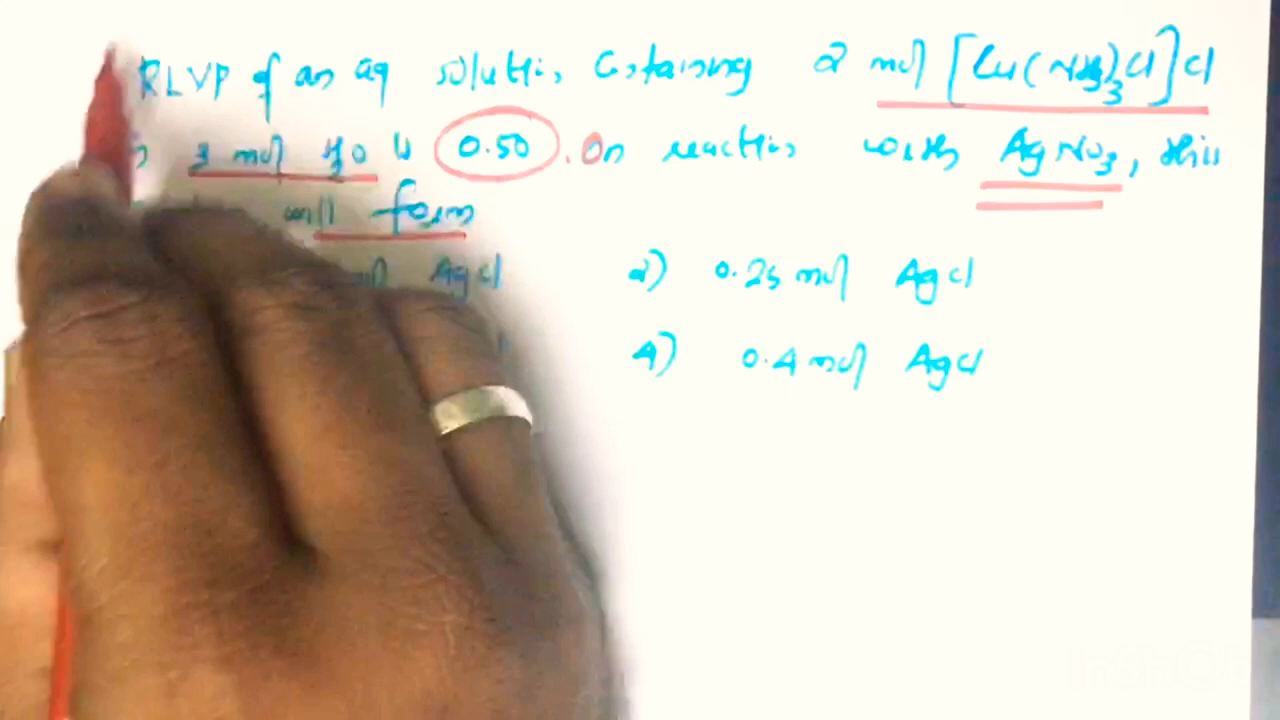 RLVP of an aq solution containing 2 mol [Cu(NH3)3Cl]Cl
3 mol H2O is 0.50. On reaction with AgNO3, this
will form
mol AgCl 2) 0.25 mol AgCl
4) 0.4 mol AgCl